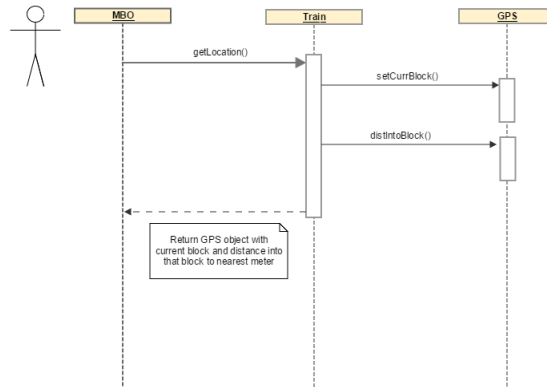 MBO
Train
GPS
getLocation()
setCurrBlock()
distIntoBlock()
Return GPS object with
current block and distance into
that block to nearest meter